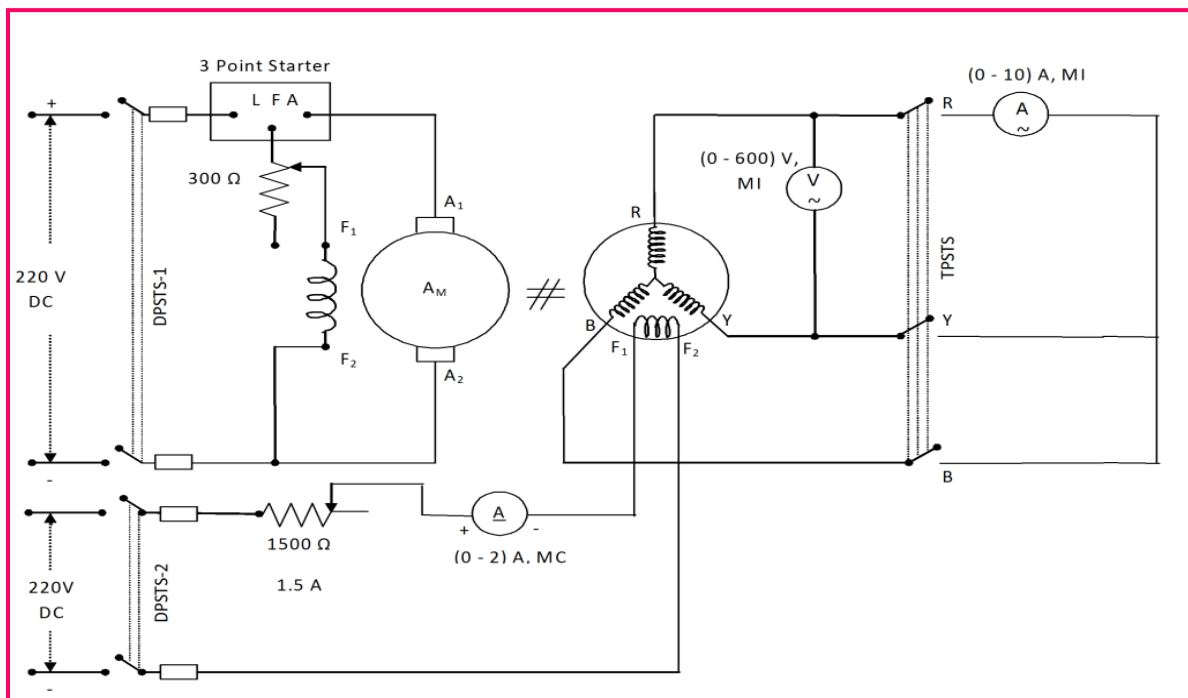 3 Point Starter
L F A
+
300 Ω
F₁
F₂
A₁
A₂
Aᴍ
220 V
DC
DPSTS-1
-
(0 - 10) A, MI
A
~
R
(0 - 600) V,
MI
V
~
R
B
Y
F₁
F₂
TPSTS
Y
B
220V
DC
DPSTS-2
-
1500 Ω
1.5 A
A
+ -
(0 - 2) A, MC